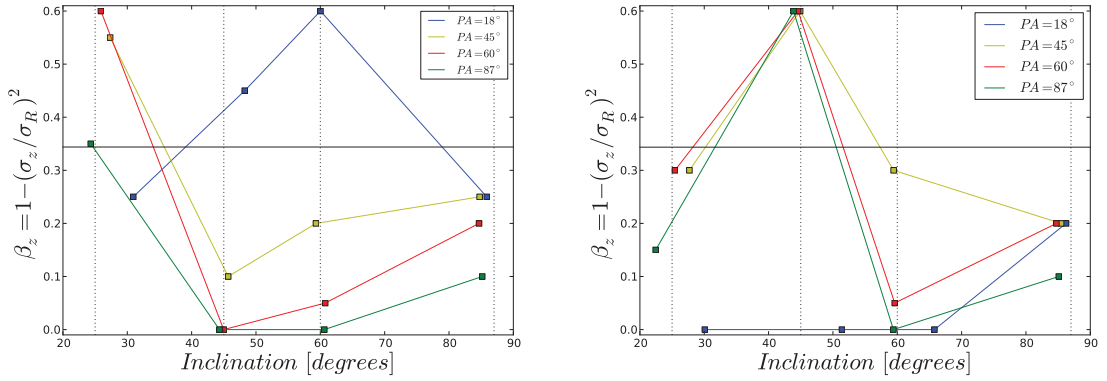 0.6
0.5
0.4
0.3
0.2
0.1
0.0
β_z = 1−(σ_z/σ_R)^2
20 30 40 50 60 70 80 90
Inclination [degrees]
PA=18°
PA=45°
PA=60°
PA=87°
0.6
0.5
0.4
0.3
0.2
0.1
0.0
β_z = 1−(σ_z/σ_R)^2
20 30 40 50 60 70 80 90
Inclination [degrees]
PA=18°
PA=45°
PA=60°
PA=87°